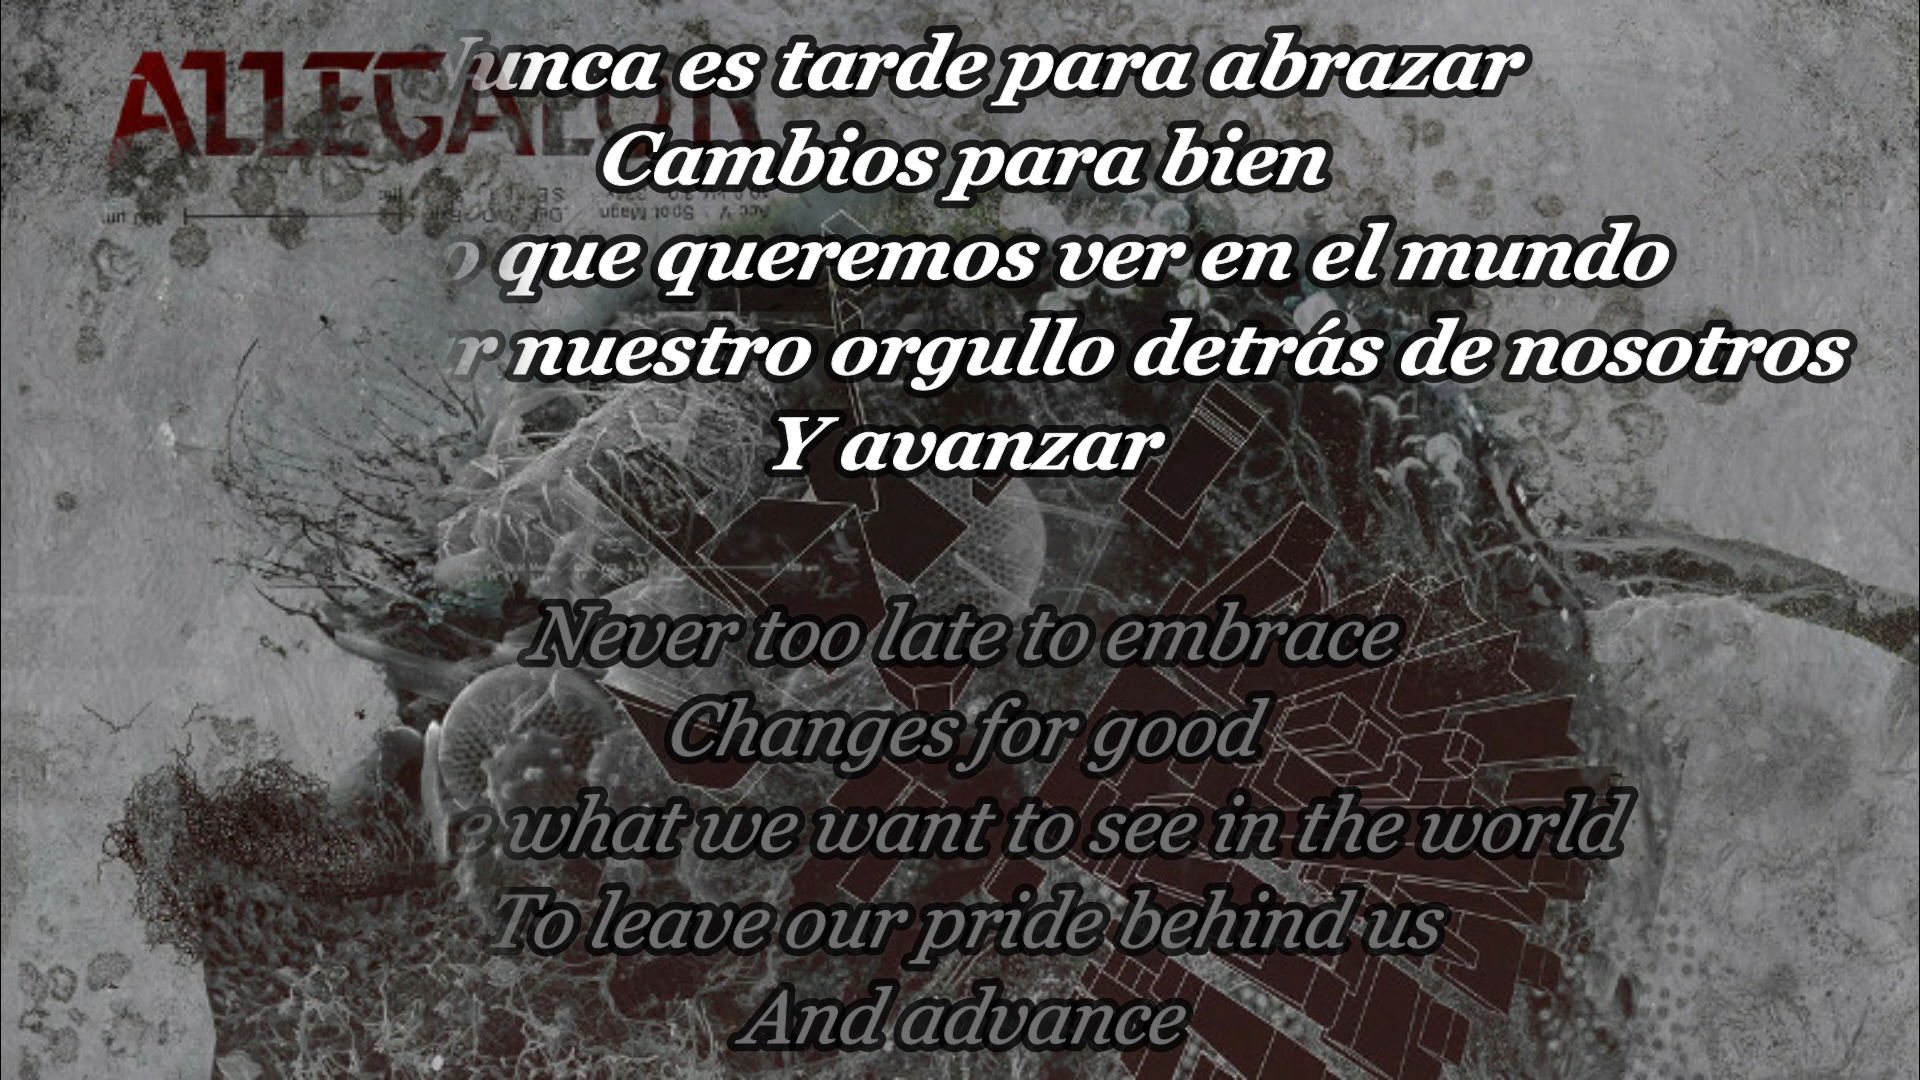 ALLEGAEON
Nunca es tarde para abrazar
Cambios para bien
que queremos ver en el mundo
nuestro orgullo detrás de nosotros
Y avanzar
Never too late to embrace
Changes for good
what we want to see in the world
To leave our pride behind us
And advance